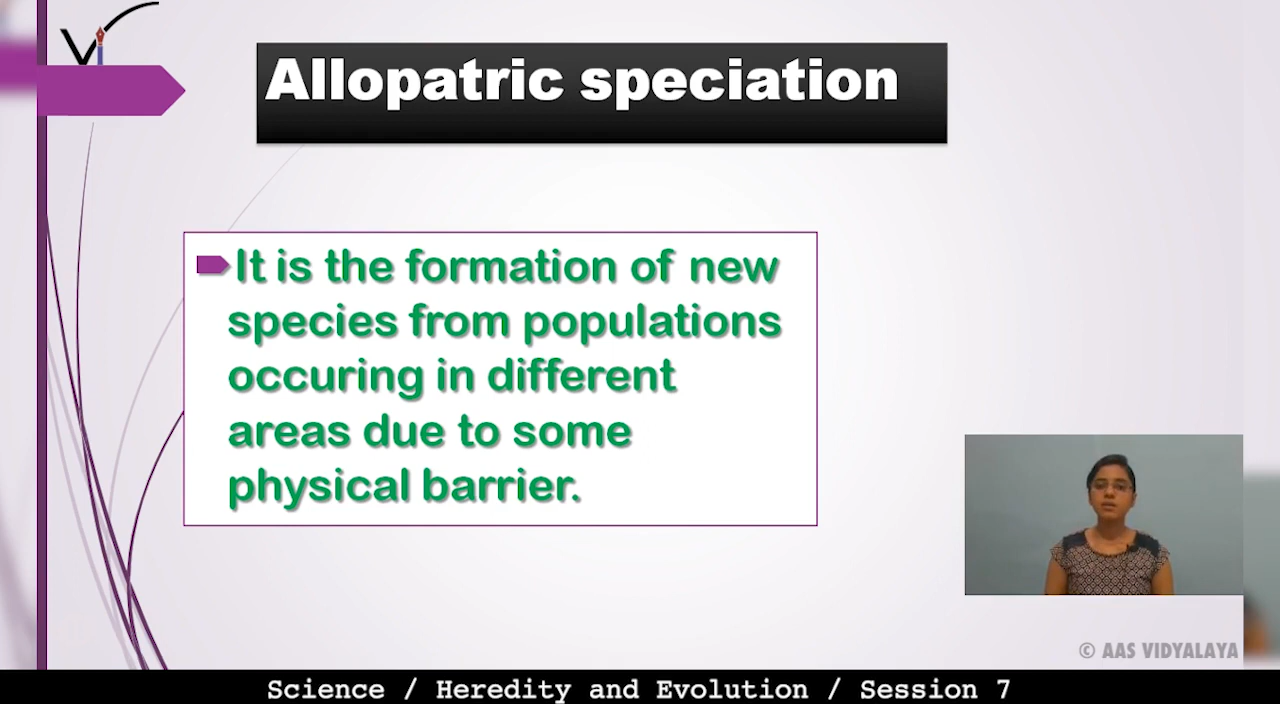 Allopatric speciation
It is the formation of new
species from populations
occuring in different
areas due to some
physical barrier.
© AAS VIDYALAYA
Science / Heredity and Evolution / Session 7